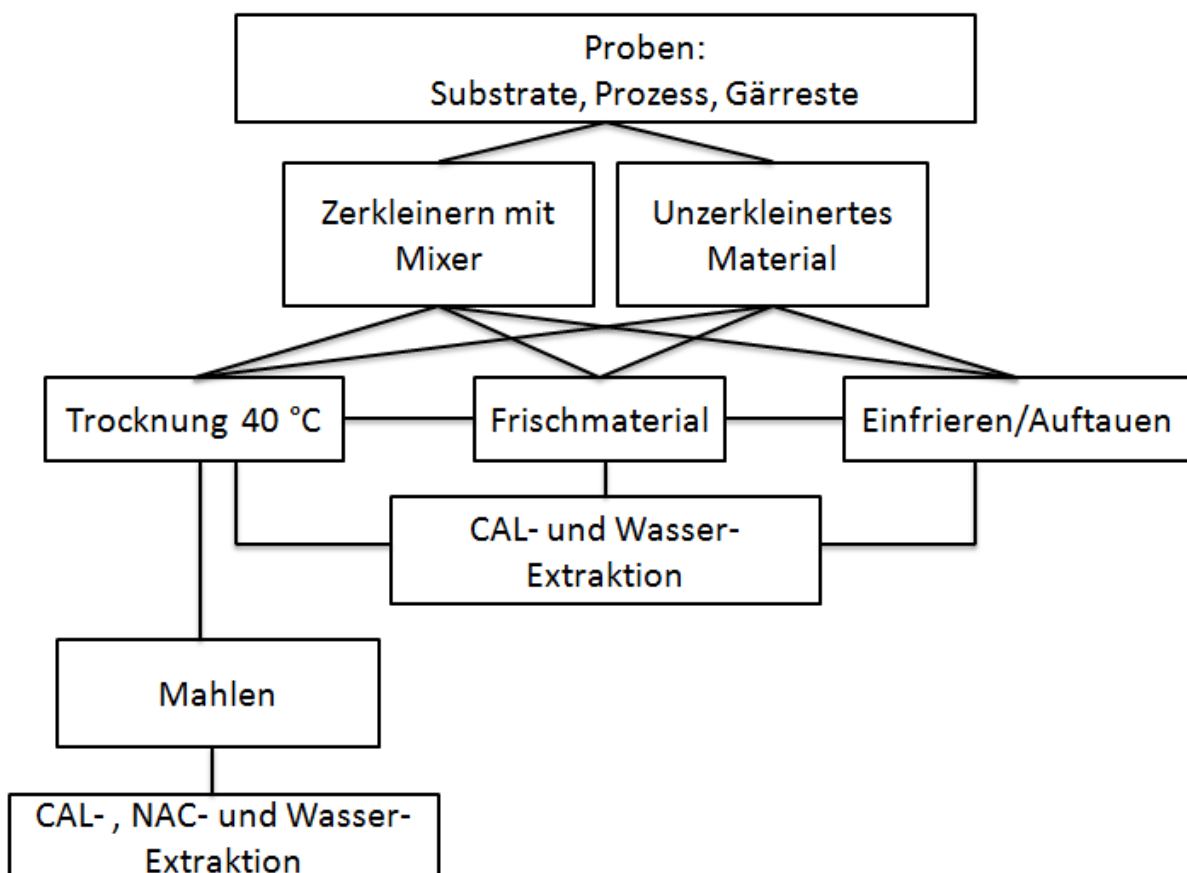 Proben:
Substrate, Prozess, Gärreste
Zerkleinern mit
Mixer
Unzerkleinertes
Material
Trocknung 40 °C
Frischmaterial
Einfrieren/Auftauen
CAL- und Wasser-
Extraktion
Mahlen
CAL- , NAC- und Wasser-
Extraktion